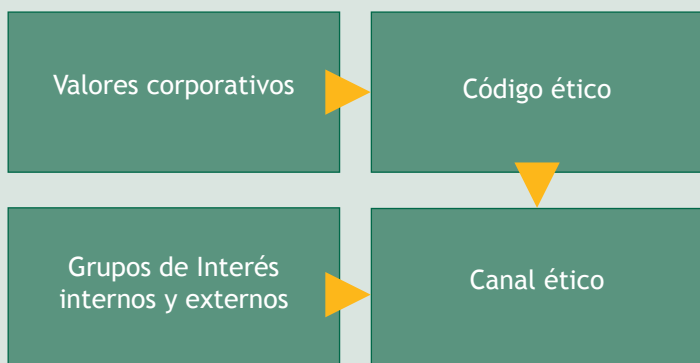 Valores corporativos
Código ético
Grupos de Interés
internos y externos
Canal ético